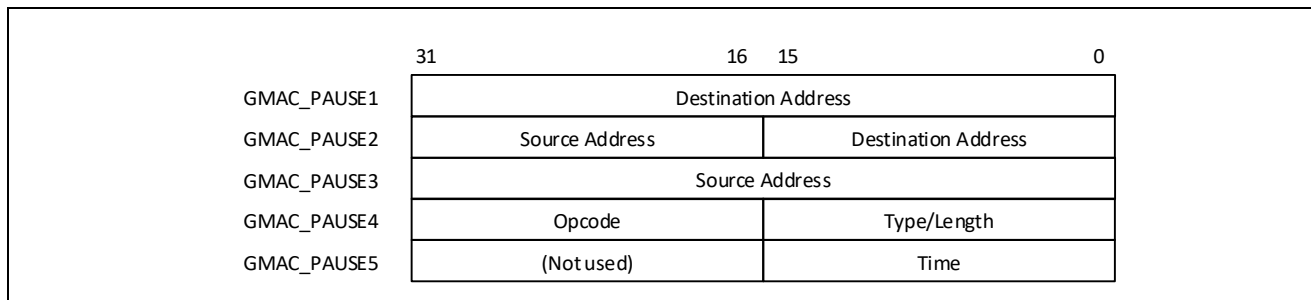 31 16 15 0
GMAC_PAUSE1 Destination Address
GMAC_PAUSE2 Source Address Destination Address
GMAC_PAUSE3 Source Address
GMAC_PAUSE4 Opcode Type/Length
GMAC_PAUSE5 (Not used) Time